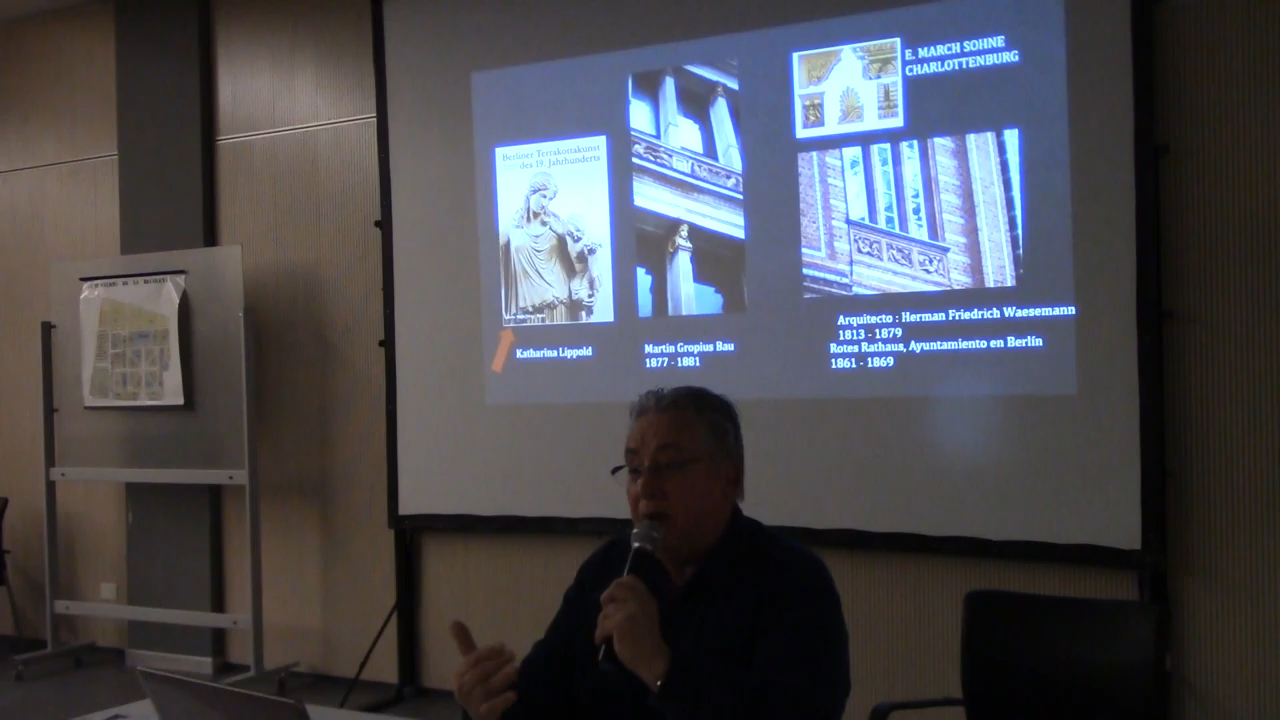 Berliner Terrakottakunst
des 19. Jahrhunderts
Katharina Lippold
Martin Gropius Bau
1877 - 1881
E. MARCH SOHNE
CHARLOTTENBURG
Arquitecto : Herman Friedrich Waesemann
1813 - 1879
Rotes Rathaus, Ayuntamiento en Berlín
1861 - 1869